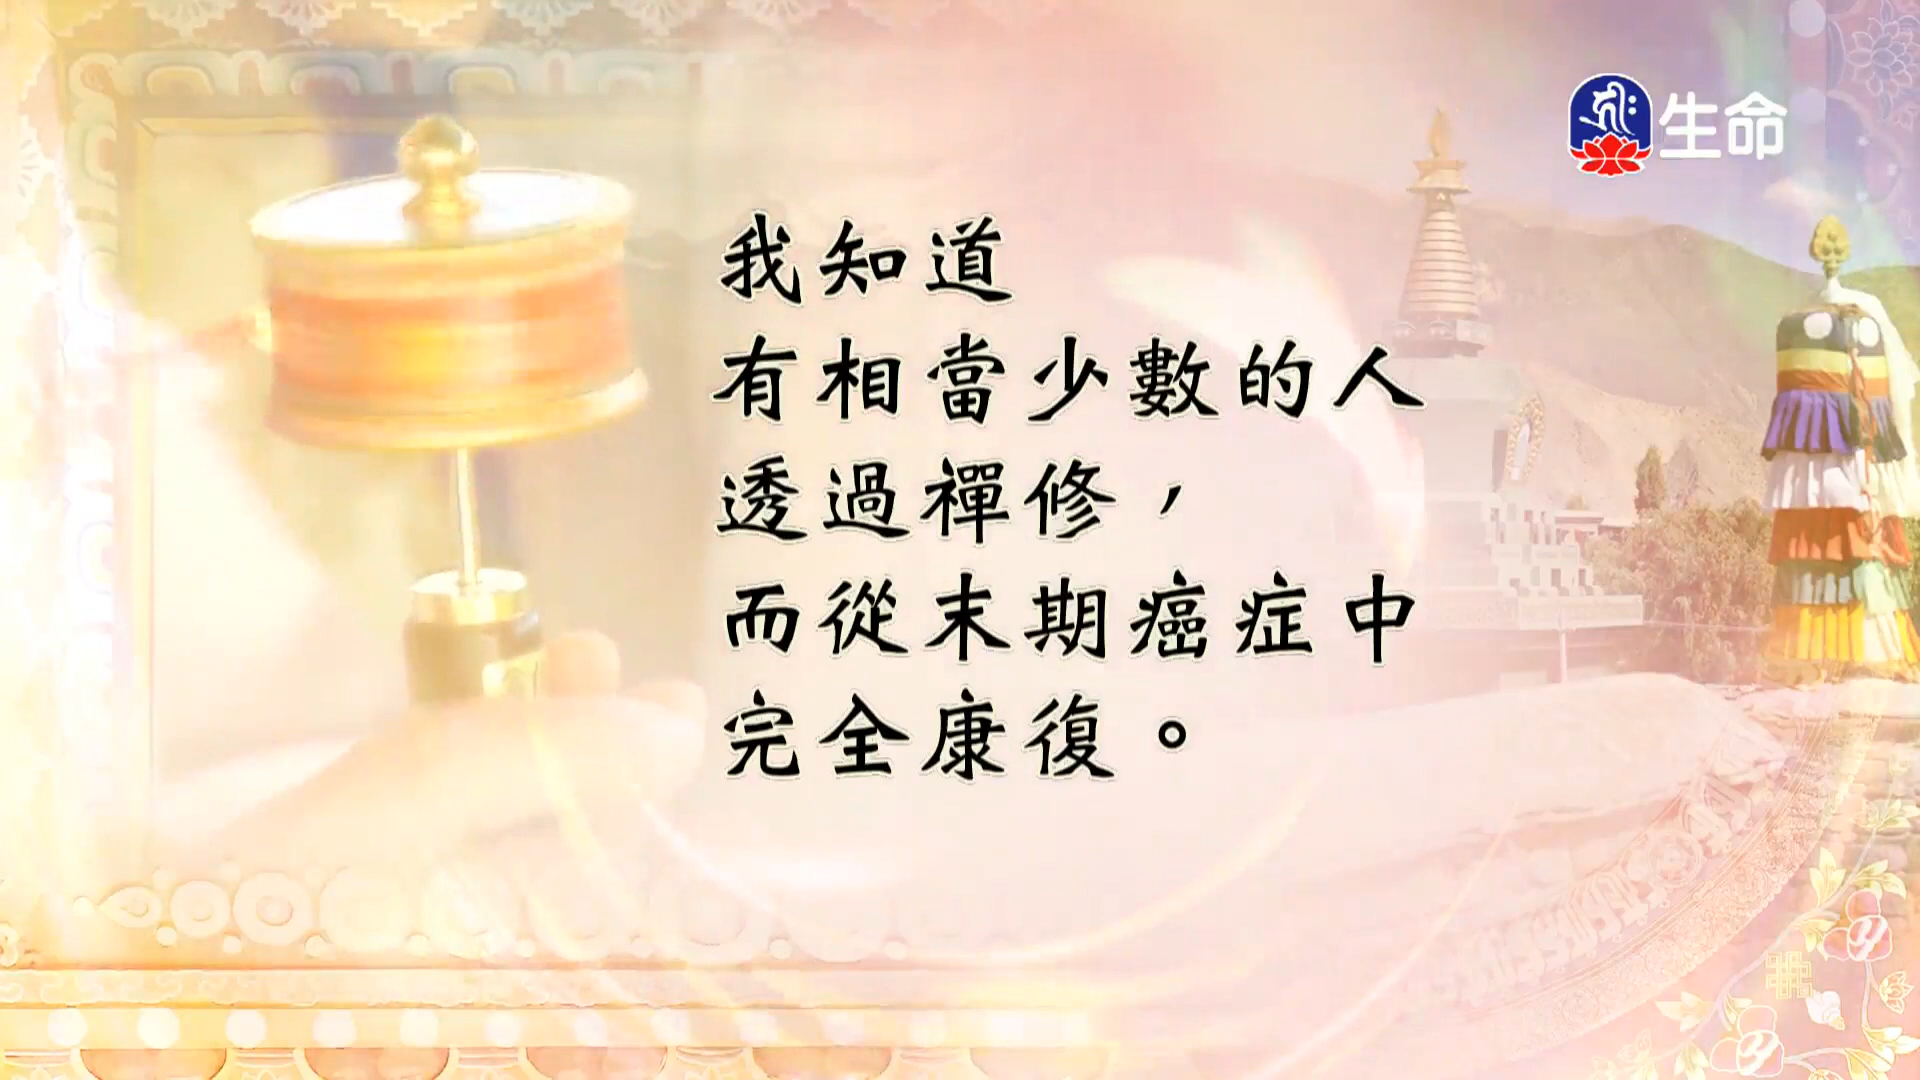 生命
我知道
有相當少數的人
透過禪修，
而從末期癌症中
完全康復。